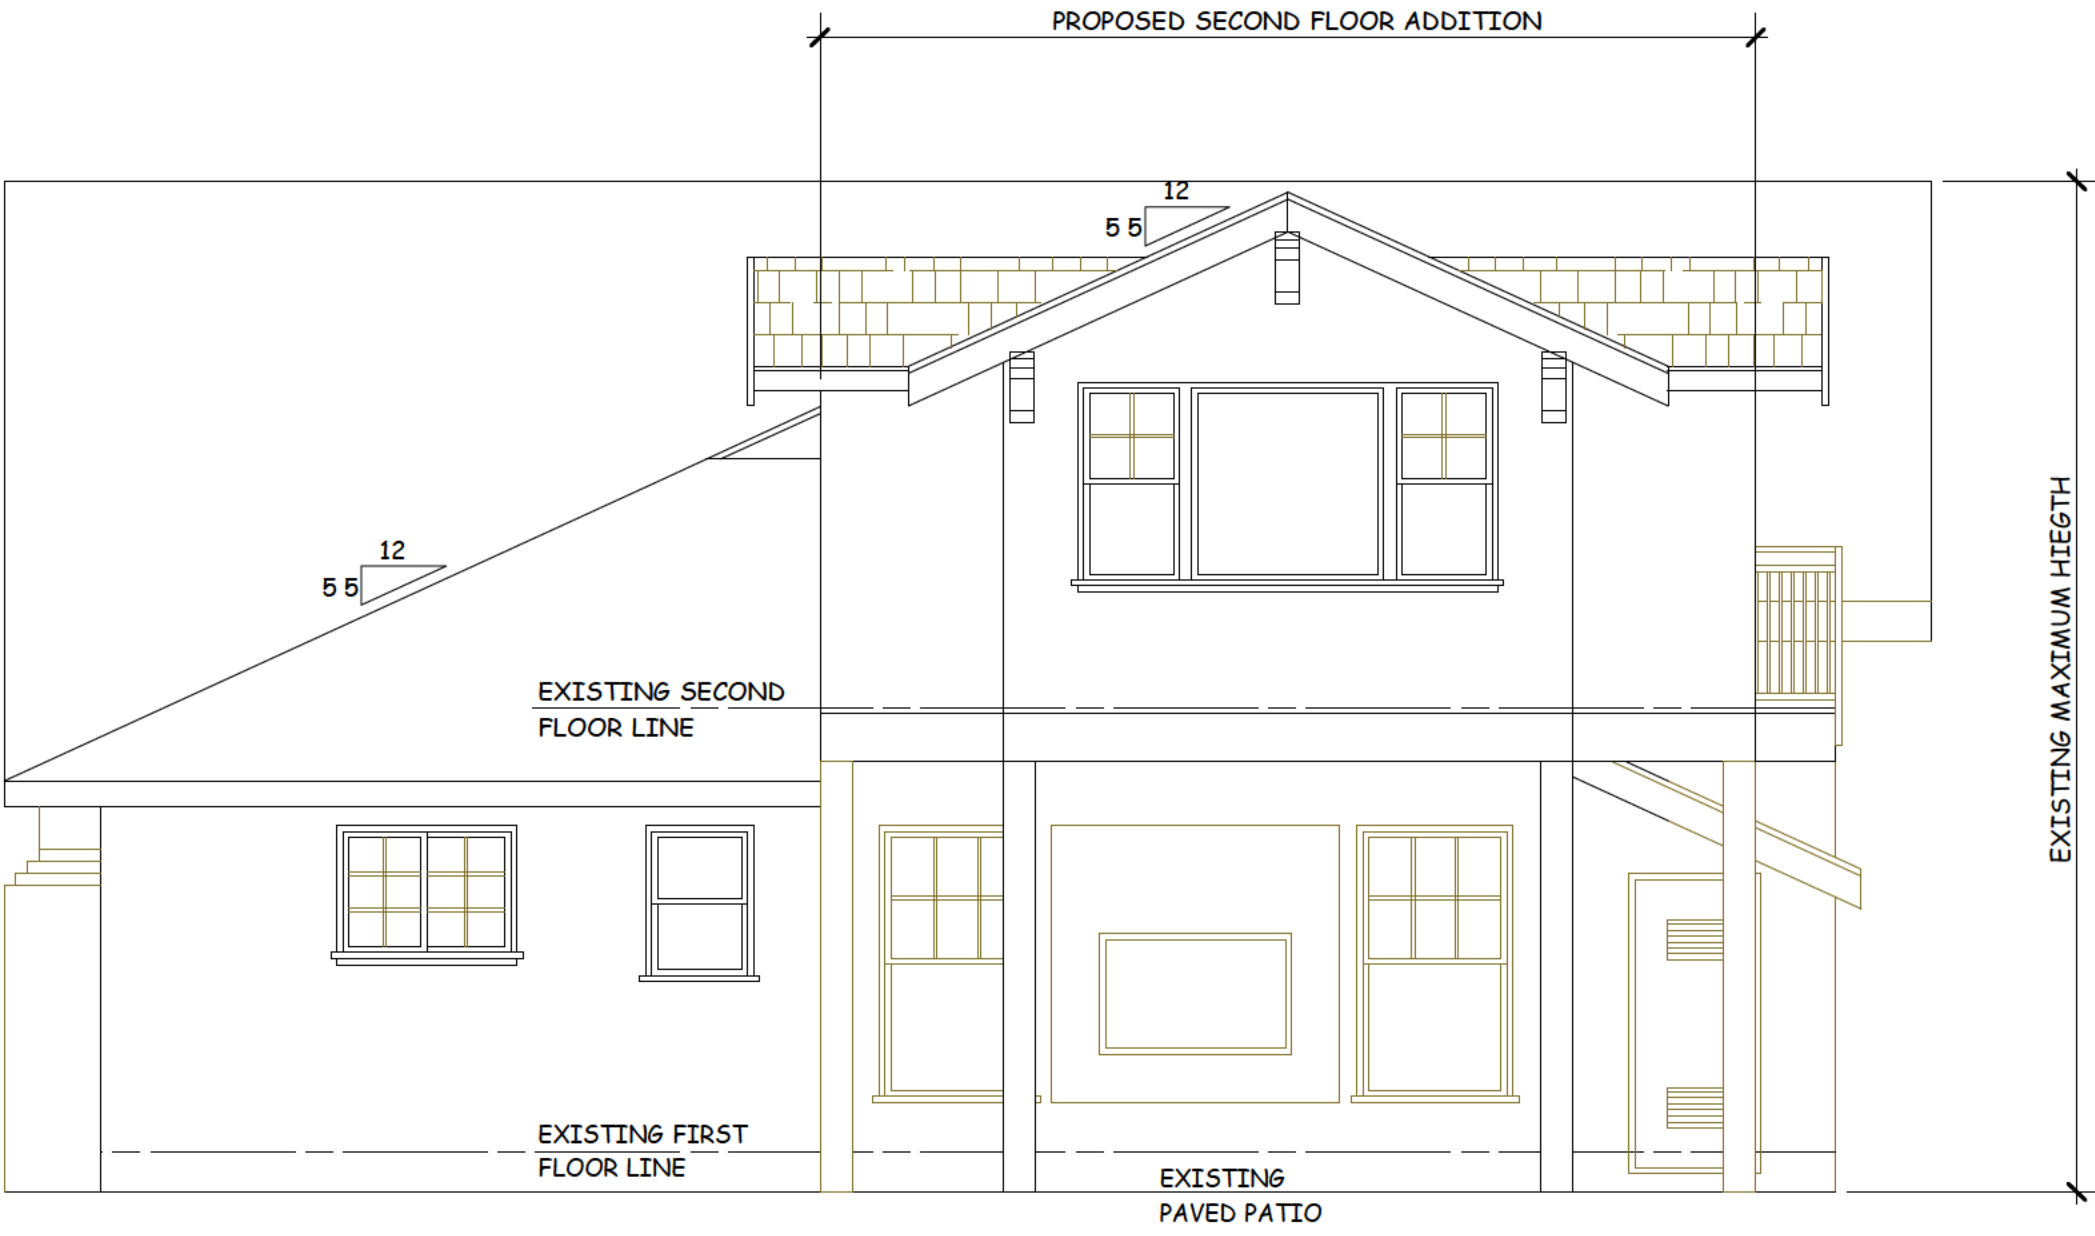 PROPOSED SECOND FLOOR ADDITION
12
5 5
12
5 5
EXISTING SECOND
FLOOR LINE
EXISTING MAXIMUM HIEGTH
EXISTING FIRST
FLOOR LINE
EXISTING
PAVED PATIO